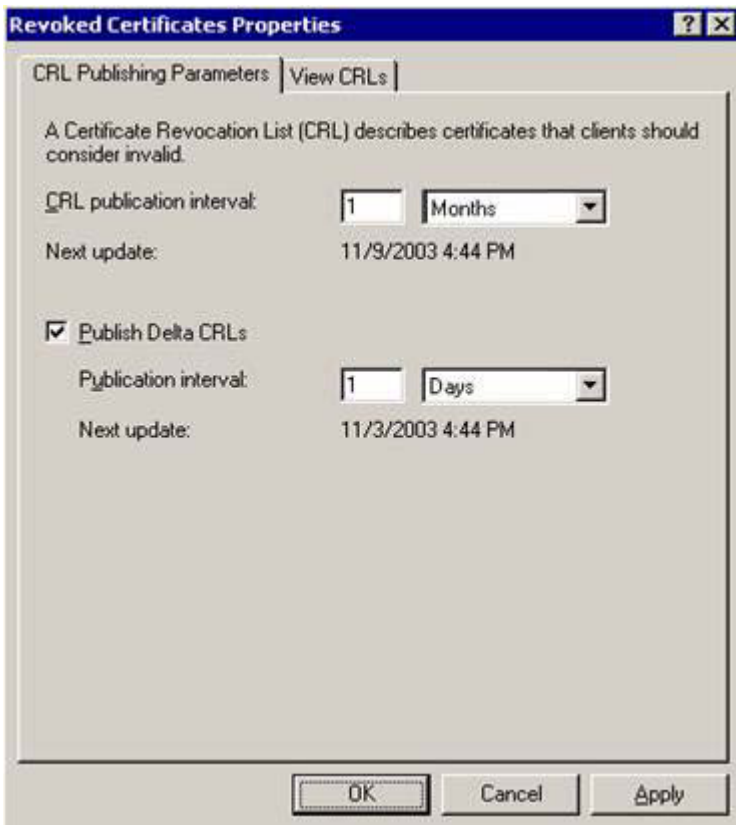 Revoked Certificates Properties
CRL Publishing Parameters View CRLs
A Certificate Revocation List (CRL) describes certificates that clients should
consider invalid.
CRL publication interval: 1 Months
Next update: 11/9/2003 4:44 PM
Publish Delta CRLs
Publication interval: 1 Days
Next update: 11/3/2003 4:44 PM
OK Cancel Apply